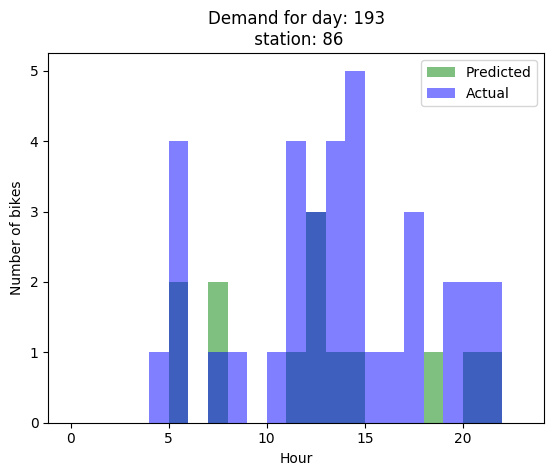 Demand for day: 193
station: 86
Predicted
Actual
Number of bikes
5
4
3
2
1
0
0 5 10 15 20
Hour